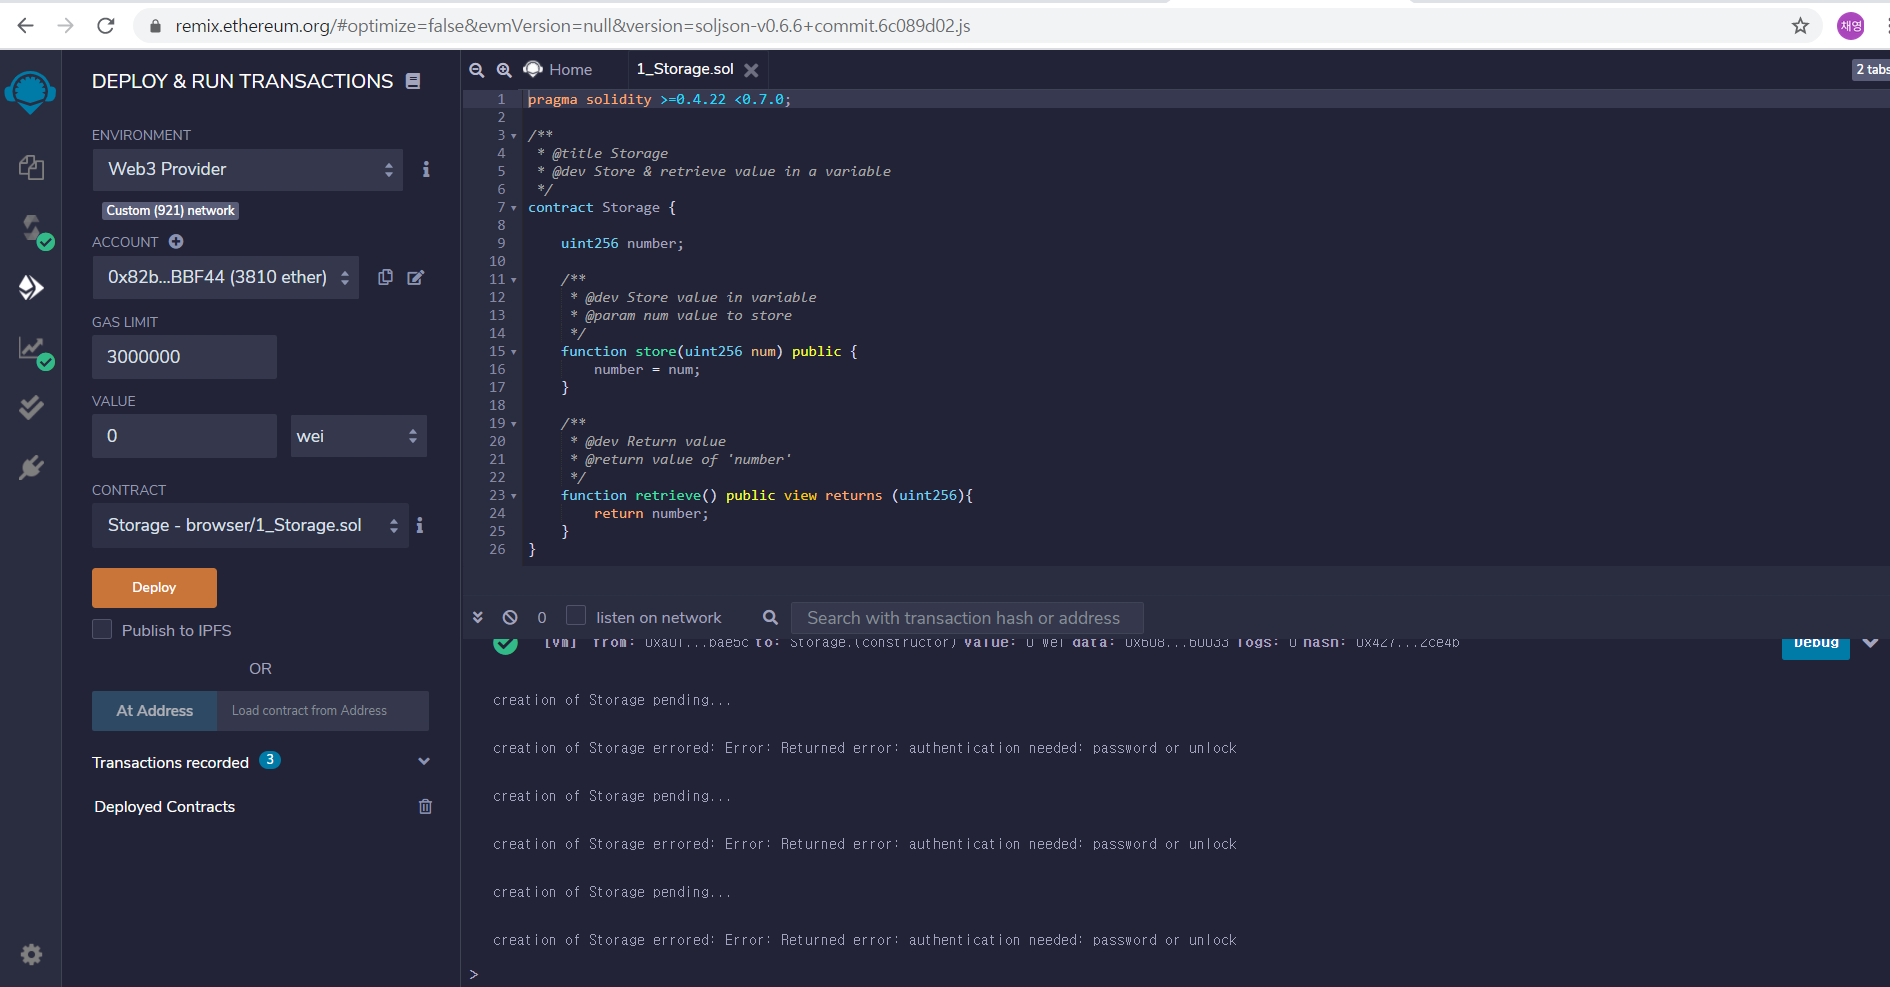 remix.ethereum.org/#optimize=false&evmVersion=null&version=soljson-v0.6.6+commit.6c089d02.js
채영
DEPLOY & RUN TRANSACTIONS
ENVIRONMENT
Web3 Provider
Custom (921) network
ACCOUNT
0x82b...BBF44 (3810 ether)
GAS LIMIT
3000000
VALUE
0
wei
CONTRACT
Storage - browser/1_Storage.sol
Deploy
Publish to IPFS
OR
At Address
Load contract from Address
Transactions recorded 3
Deployed Contracts
Home
1_Storage.sol
2 tabs
1 pragma solidity >=0.4.22 <0.7.0;
2
3 /**
4  * @title Storage
5  * @dev Store & retrieve value in a variable
6  */
7 contract Storage {
8
9     uint256 number;
10
11     /**
12      * @dev Store value in variable
13      * @param num value to store
14      */
15     function store(uint256 num) public {
16         number = num;
17     }
18
19     /**
20      * @dev Return value
21      * @return value of 'number'
22      */
23     function retrieve() public view returns (uint256){
24         return number;
25     }
26 }
0
listen on network
Search with transaction hash or address
[vm] from: 0xa01...bae5c to: Storage.(constructor) value: 0 wei data: 0x608...60033 logs: 0 hash: 0x427...2ce4b
Debug
creation of Storage pending...
creation of Storage errored: Error: Returned error: authentication needed: password or unlock
creation of Storage pending...
creation of Storage errored: Error: Returned error: authentication needed: password or unlock
creation of Storage pending...
creation of Storage errored: Error: Returned error: authentication needed: password or unlock
>